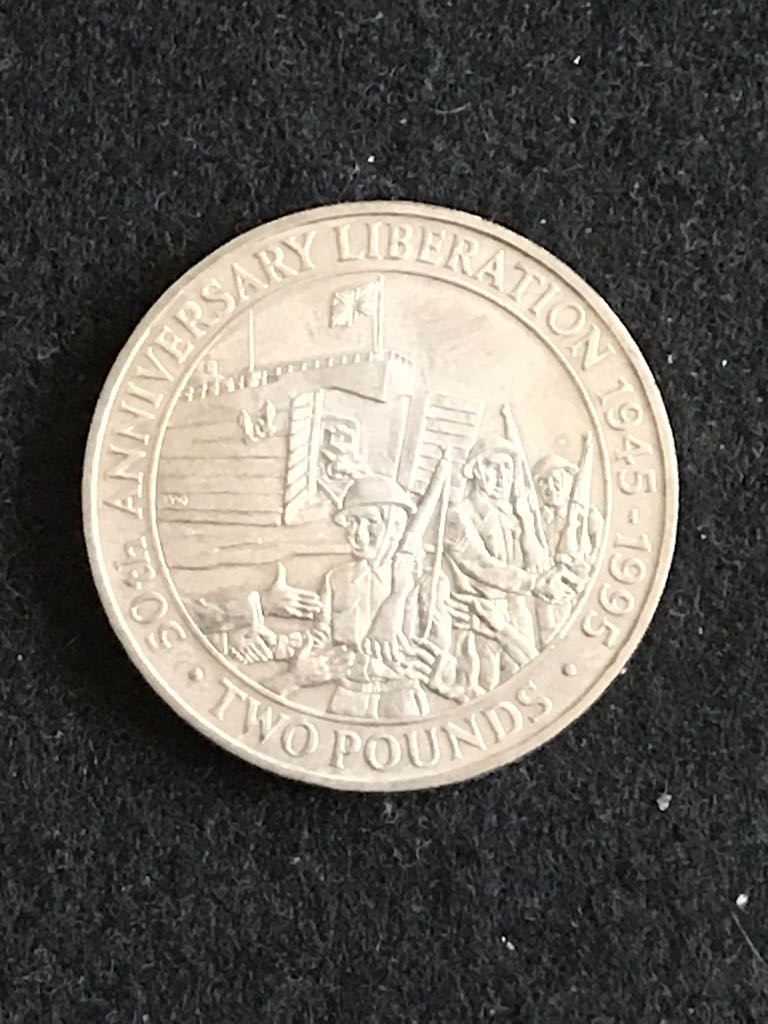 50th ANNIVERSARY LIBERATION 1945-1995
• TWO POUNDS •